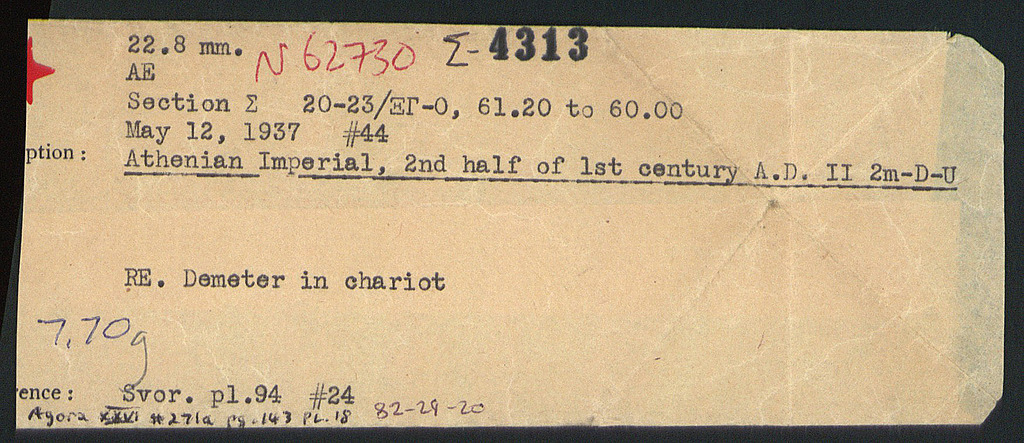 22.8 mm. N 62730 Σ-4313
AE
Section Σ 20-23/ΞΓ-Ο, 61.20 to 60.00
May 12, 1937 #44
ption : Athenian Imperial, 2nd half of 1st century A.D. II 2m-D-U
RE. Demeter in chariot
7.70g
ence : Svor. pl.94 #24
Agora XXVI #271a pg.143 PL.18 82-29-20